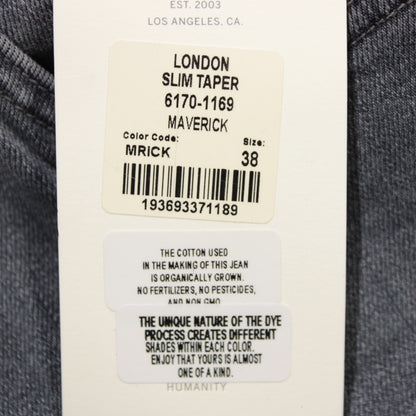 EST. 2003
LOS ANGELES, CA.
LONDON
SLIM TAPER
6170-1169
MAVERICK
Color Code: Size:
MRICK 38
193693371189
THE COTTON USED
IN THE MAKING OF THIS JEAN
IS ORGANICALLY GROWN.
NO FERTILIZERS, NO PESTICIDES,
AND NON GMO.
THE UNIQUE NATURE OF THE DYE
PROCESS CREATES DIFFERENT
SHADES WITHIN EACH COLOR.
ENJOY THAT YOURS IS ALMOST
ONE OF A KIND.
HUMANITY